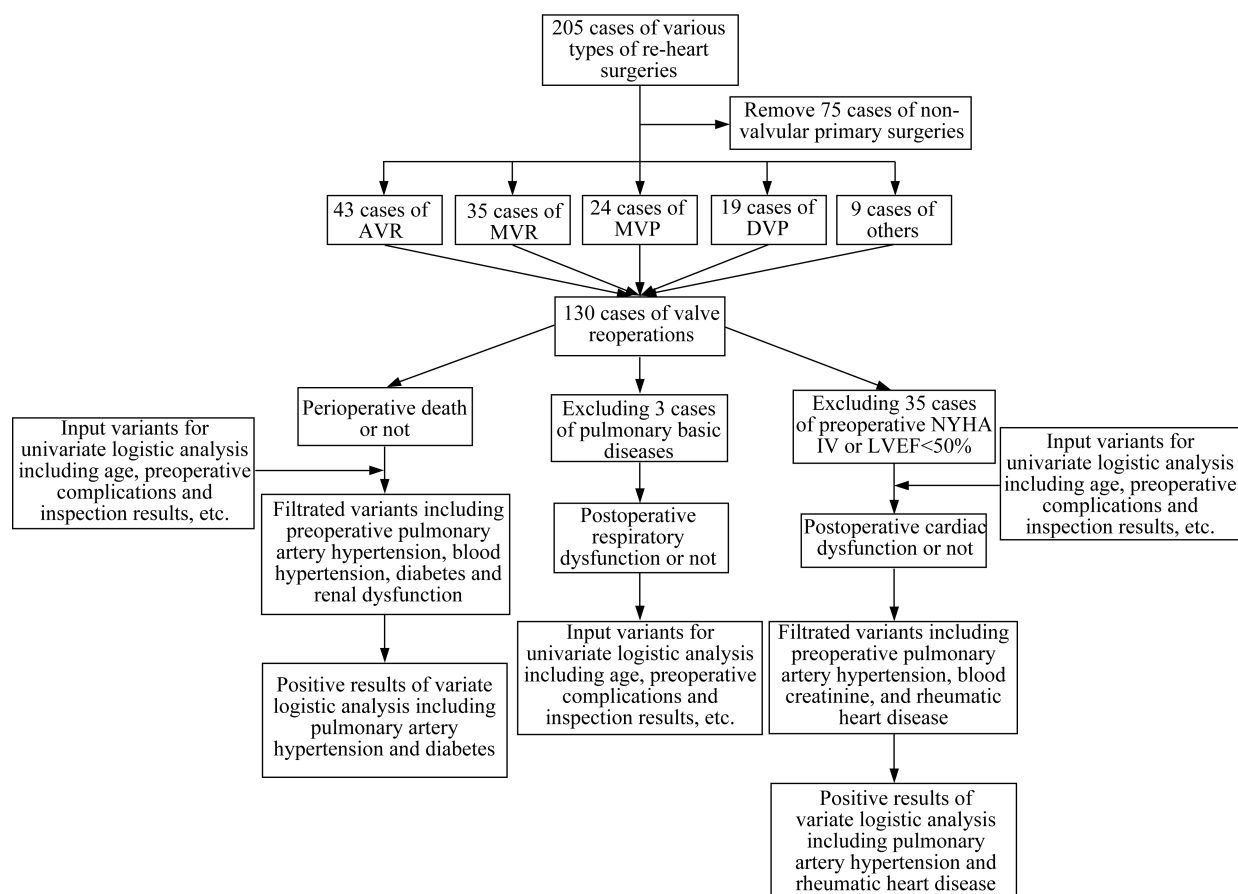 205 cases of various
types of re-heart
surgeries
Remove 75 cases of non-
valvular primary surgeries
43 cases of
AVR
35 cases of
MVR
24 cases of
MVP
19 cases of
DVP
9 cases of
others
130 cases of valve
reoperations
Perioperative death
or not
Excluding 3 cases
of pulmonary basic
diseases
Excluding 35 cases
of preoperative NYHA
IV or LVEF<50%
Input variants for
univariate logistic analysis
including age, preoperative
complications and
inspection results, etc.
Input variants for
univariate logistic analysis
including age, preoperative
complications and
inspection results, etc.
Filtrated variants including
preoperative pulmonary
artery hypertension, blood
hypertension, diabetes and
renal dysfunction
Postoperative
respiratory
dysfunction or not
Postoperative cardiac
dysfunction or not
Positive results of variate
logistic analysis including
pulmonary artery
hypertension and diabetes
Input variants for
univariate logistic analysis
including age, preoperative
complications and
inspection results, etc.
Filtrated variants including
preoperative pulmonary
artery hypertension, blood
creatinine, and rheumatic
heart disease
Positive results of
variate logistic analysis
including pulmonary
artery hypertension and
rheumatic heart disease